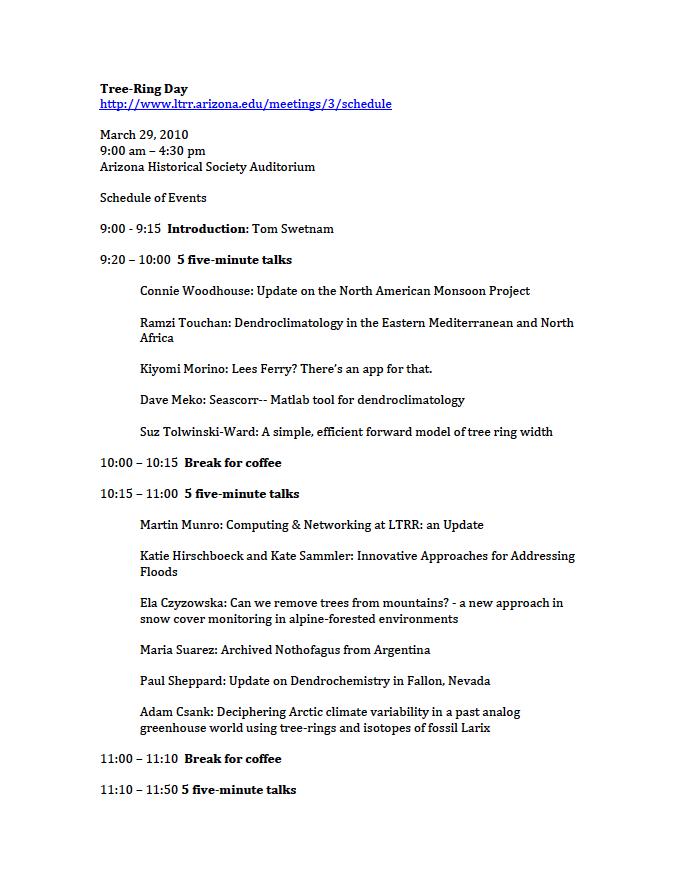 Tree-Ring Day
http://www.ltrr.arizona.edu/meetings/3/schedule
March 29, 2010
9:00 am – 4:30 pm
Arizona Historical Society Auditorium
Schedule of Events
9:00 - 9:15 Introduction: Tom Swetnam
9:20 – 10:00 5 five-minute talks
Connie Woodhouse: Update on the North American Monsoon Project
Ramzi Touchan: Dendroclimatology in the Eastern Mediterranean and North
Africa
Kiyomi Morino: Lees Ferry? There’s an app for that.
Dave Meko: Seascorr-- Matlab tool for dendroclimatology
Suz Tolwinski-Ward: A simple, efficient forward model of tree ring width
10:00 – 10:15 Break for coffee
10:15 – 11:00 5 five-minute talks
Martin Munro: Computing & Networking at LTRR: an Update
Katie Hirschboeck and Kate Sammler: Innovative Approaches for Addressing
Floods
Ela Czyzowska: Can we remove trees from mountains? - a new approach in
snow cover monitoring in alpine-forested environments
Maria Suarez: Archived Nothofagus from Argentina
Paul Sheppard: Update on Dendrochemistry in Fallon, Nevada
Adam Csank: Deciphering Arctic climate variability in a past analog
greenhouse world using tree-rings and isotopes of fossil Larix
11:00 – 11:10 Break for coffee
11:10 – 11:50 5 five-minute talks